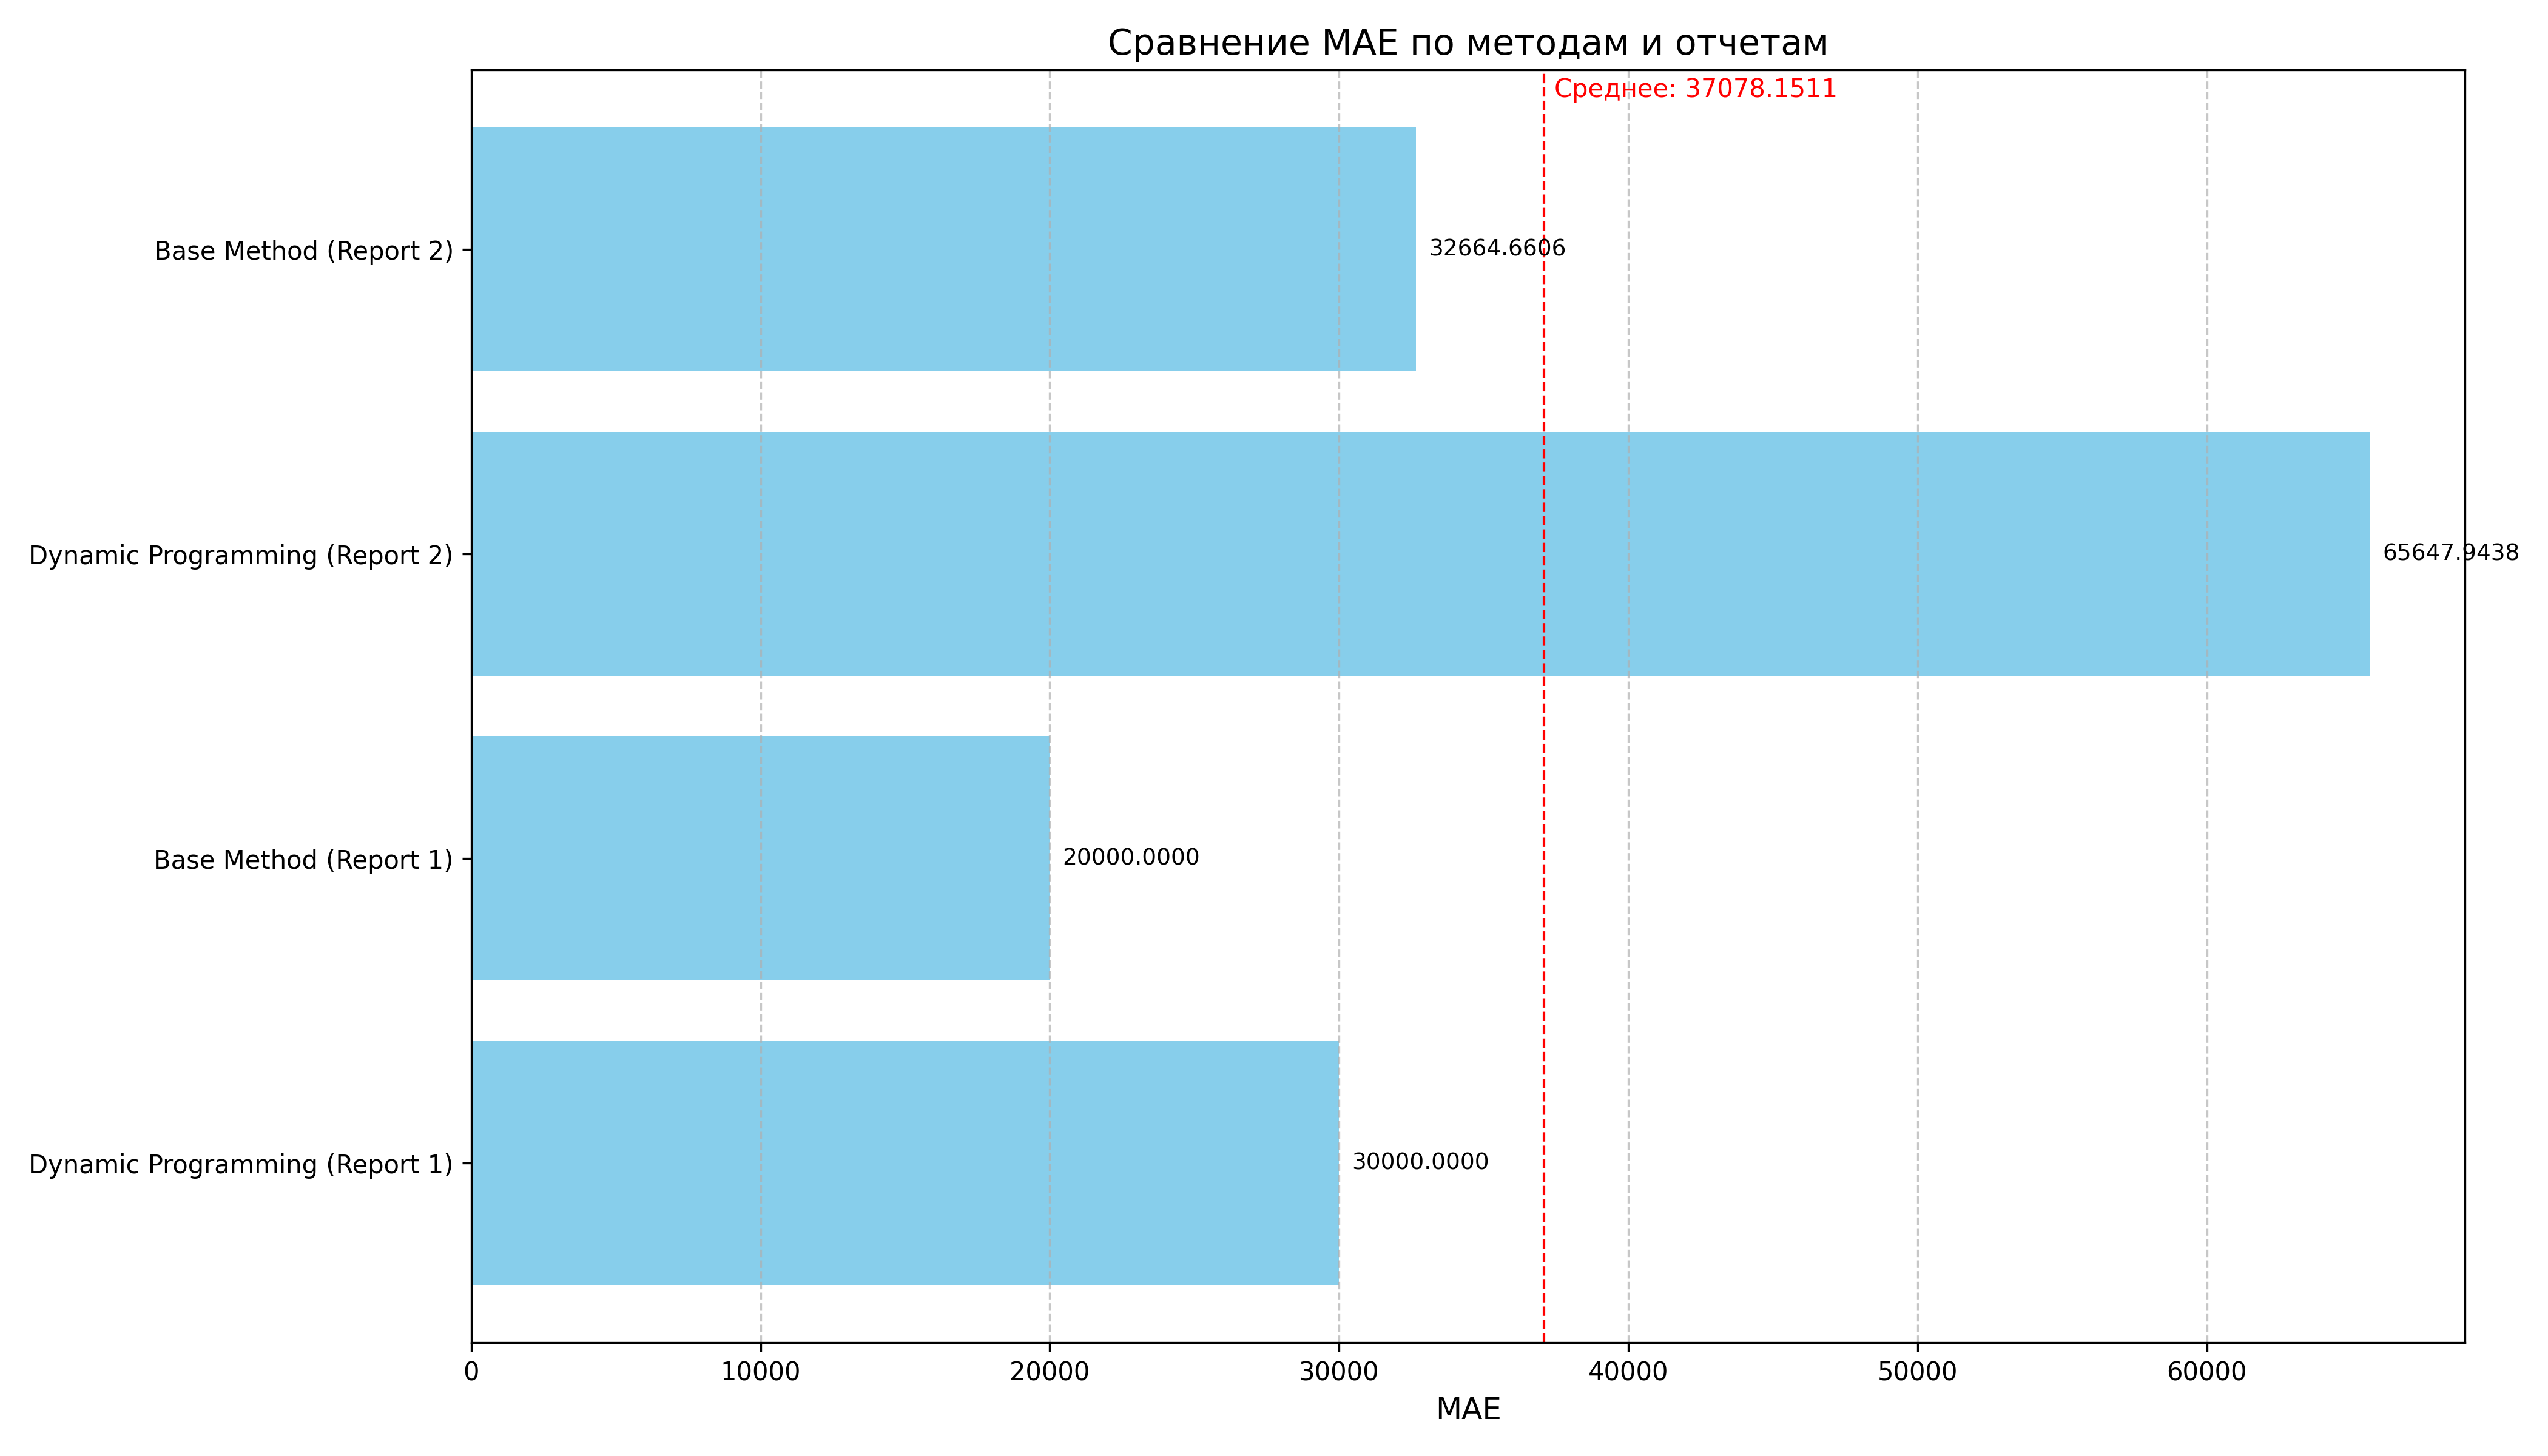 Сравнение MAE по методам и отчетам
Среднее: 37078.1511
Base Method (Report 2)
32664.6606
Dynamic Programming (Report 2)
65647.9438
Base Method (Report 1)
20000.0000
Dynamic Programming (Report 1)
30000.0000
0 10000 20000 30000 40000 50000 60000
MAE